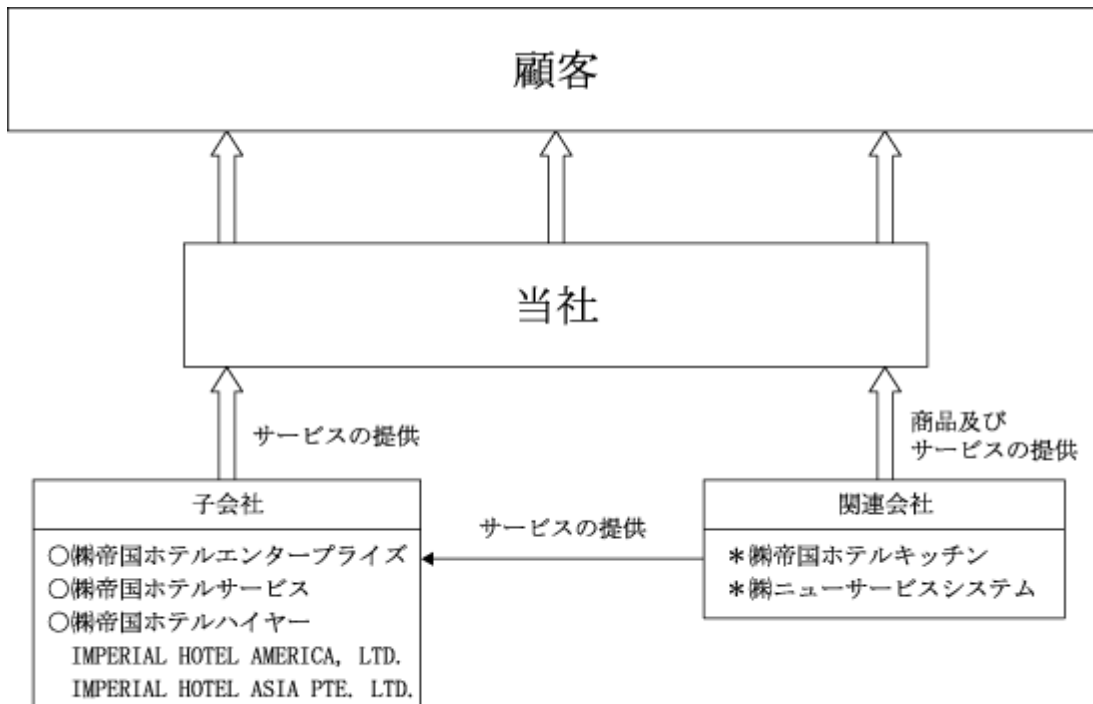 顧客
当社
サービスの提供
商品及び
サービスの提供
子会社
○㈱帝国ホテルエンタープライズ
○㈱帝国ホテルサービス
○㈱帝国ホテルハイヤー
IMPERIAL HOTEL AMERICA, LTD.
IMPERIAL HOTEL ASIA PTE. LTD.
サービスの提供
関連会社
＊㈱帝国ホテルキッチン
＊㈱ニューサービスシステム